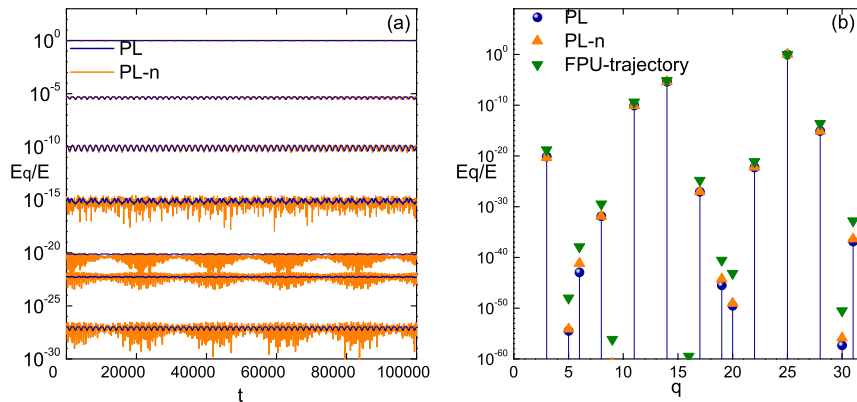 (a)
10^0
10^-5
10^-10
10^-15
10^-20
10^-25
10^-30
Eq/E
PL
PL-n
0 20000 40000 60000 80000 100000
t
(b)
10^0
10^-10
10^-20
10^-30
10^-40
10^-50
10^-60
Eq/E
PL
PL-n
FPU-trajectory
0 5 10 15 20 25 30
q